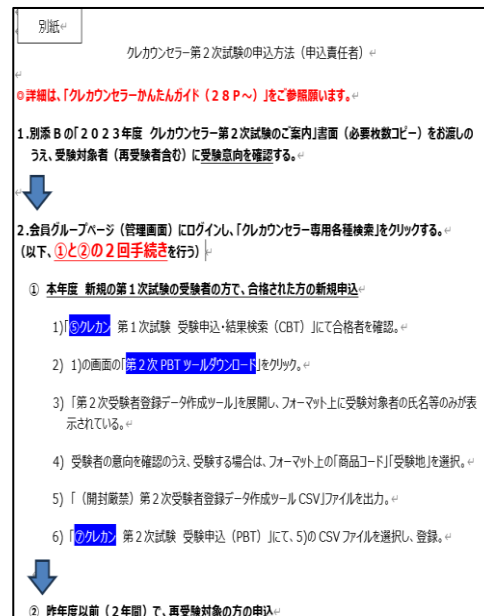 別紙
クレカウンセラー第2次試験の申込方法（申込責任者）
◎詳細は、「クレカウンセラーかんたんガイド（28P～）」をご参照願います。
1.別添Bの「2023年度 クレカウンセラー第2次試験のご案内」書面（必要枚数コピー）をお渡しの
うえ、受験対象者（再受験者含む）に受験意向を確認する。
2.会員グループページ（管理画面）にログインし、「クレカウンセラー専用各種検索」をクリックする。
（以下、①と②の2回手続きを行う）
① 本年度 新規の第1次試験の受験者の方で、合格された方の新規申込
1)「⑤クレカン 第1次試験 受験申込・結果検索（CBT）」にて合格者を確認。
2) 1)の画面の「第2次PBTツールダウンロード」をクリック。
3) 「第2次受験者登録データ作成ツール」を展開し、フォーマット上に受験対象者の氏名等のみが表
示されている。
4) 受験者の意向を確認のうえ、受験する場合は、フォーマット上の「商品コード」「受験地」を選択。
5) 「（開封厳禁）第2次受験者登録データ作成ツールCSV」ファイルを出力。
6) 「⑦クレカン 第2次試験 受験申込（PBT）」にて、5)のCSVファイルを選択し、登録。
② 昨年度以前（2年間）で、再受験対象の方の申込